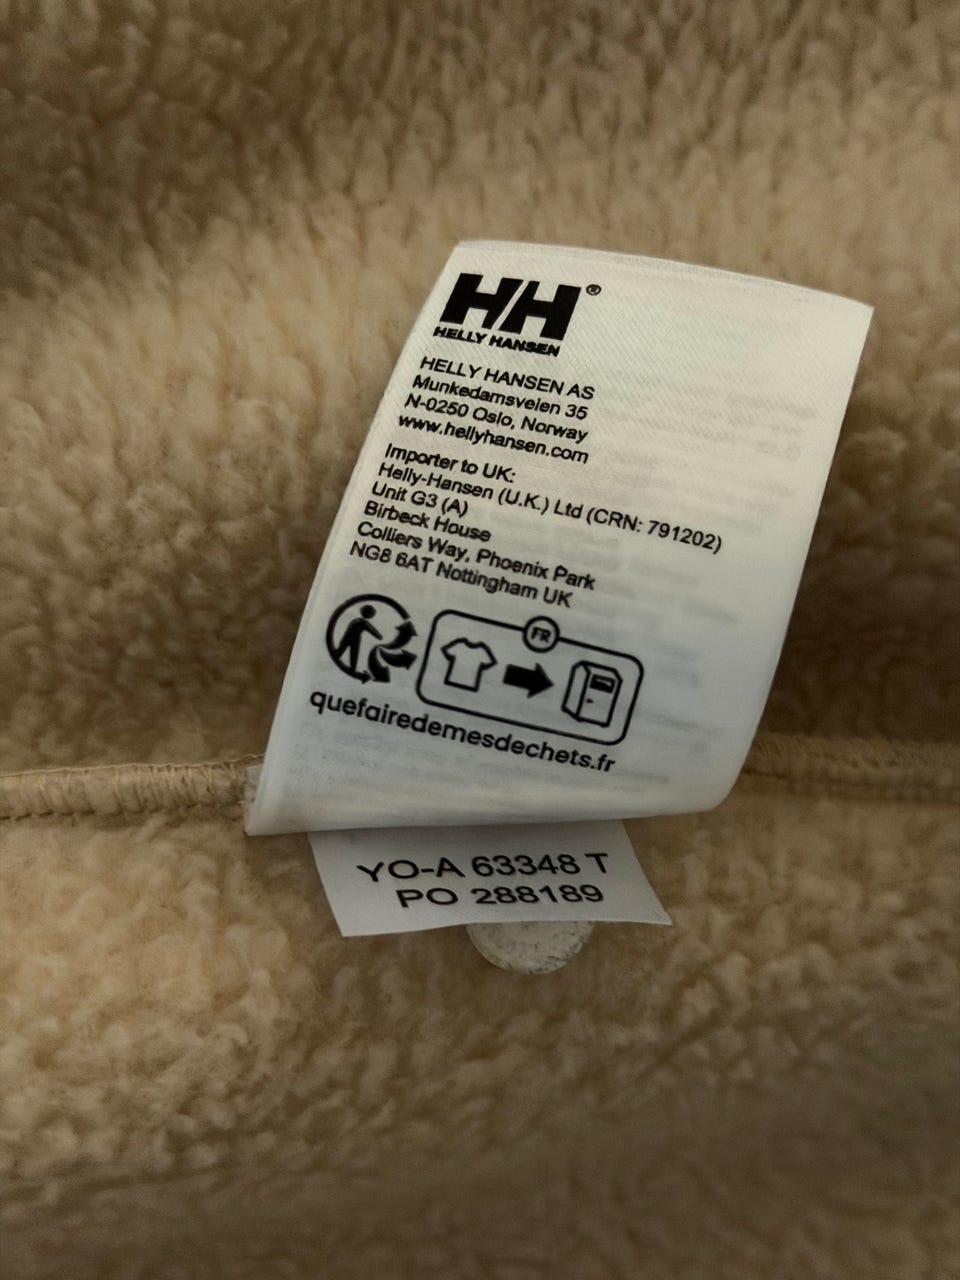 HH®
HELLY HANSEN
HELLY HANSEN AS
Munkedamsveien 35
N-0250 Oslo, Norway
www.hellyhansen.com
Importer to UK:
Helly-Hansen (U.K.) Ltd (CRN: 791202)
Unit G3 (A)
Birbeck House
Colliers Way, Phoenix Park
NG8 6AT Nottingham UK
FR
quefairedemesdechets.fr
YO-A 63348 T
PO 288189